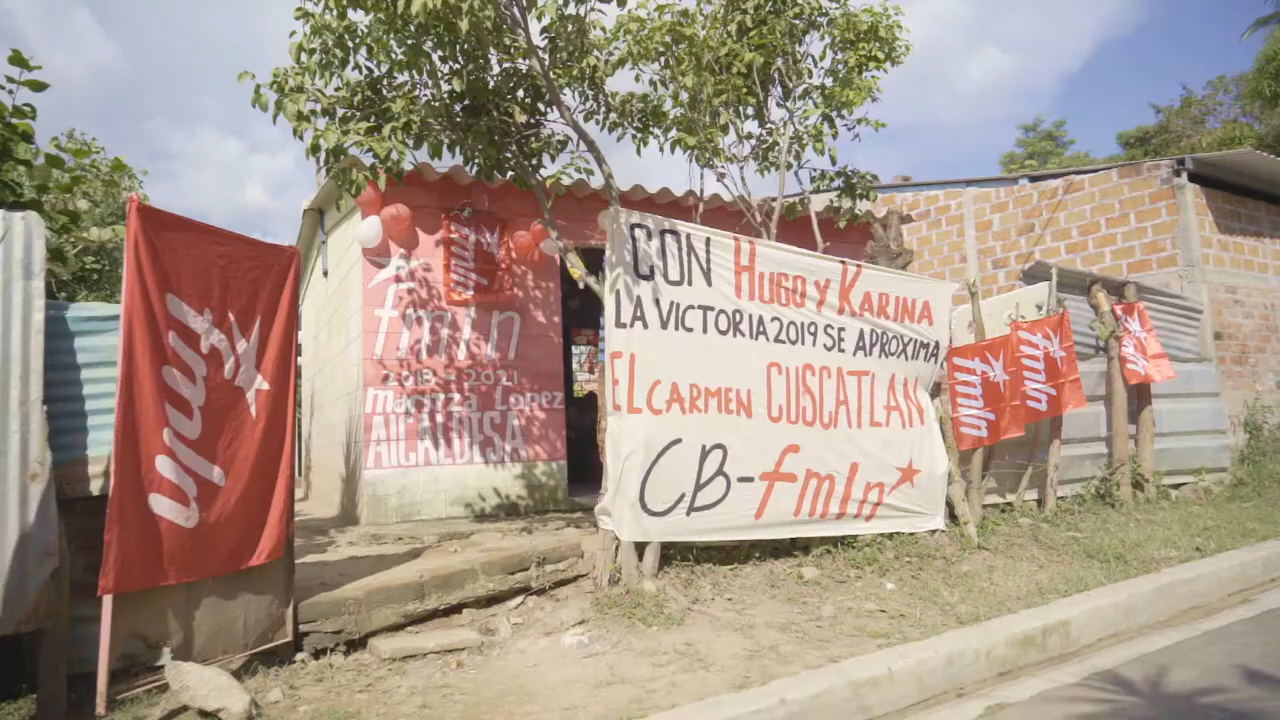 fmln
fmln
fmln
2018 - 2021
Maritza Lopez
AlCALDESA
CON HUGO Y KARINA
LA VICTORIA 2019 SE APROXIMA
EL CARMEN CUSCATLAN
CB-fmln
fmln
fmln
fmln